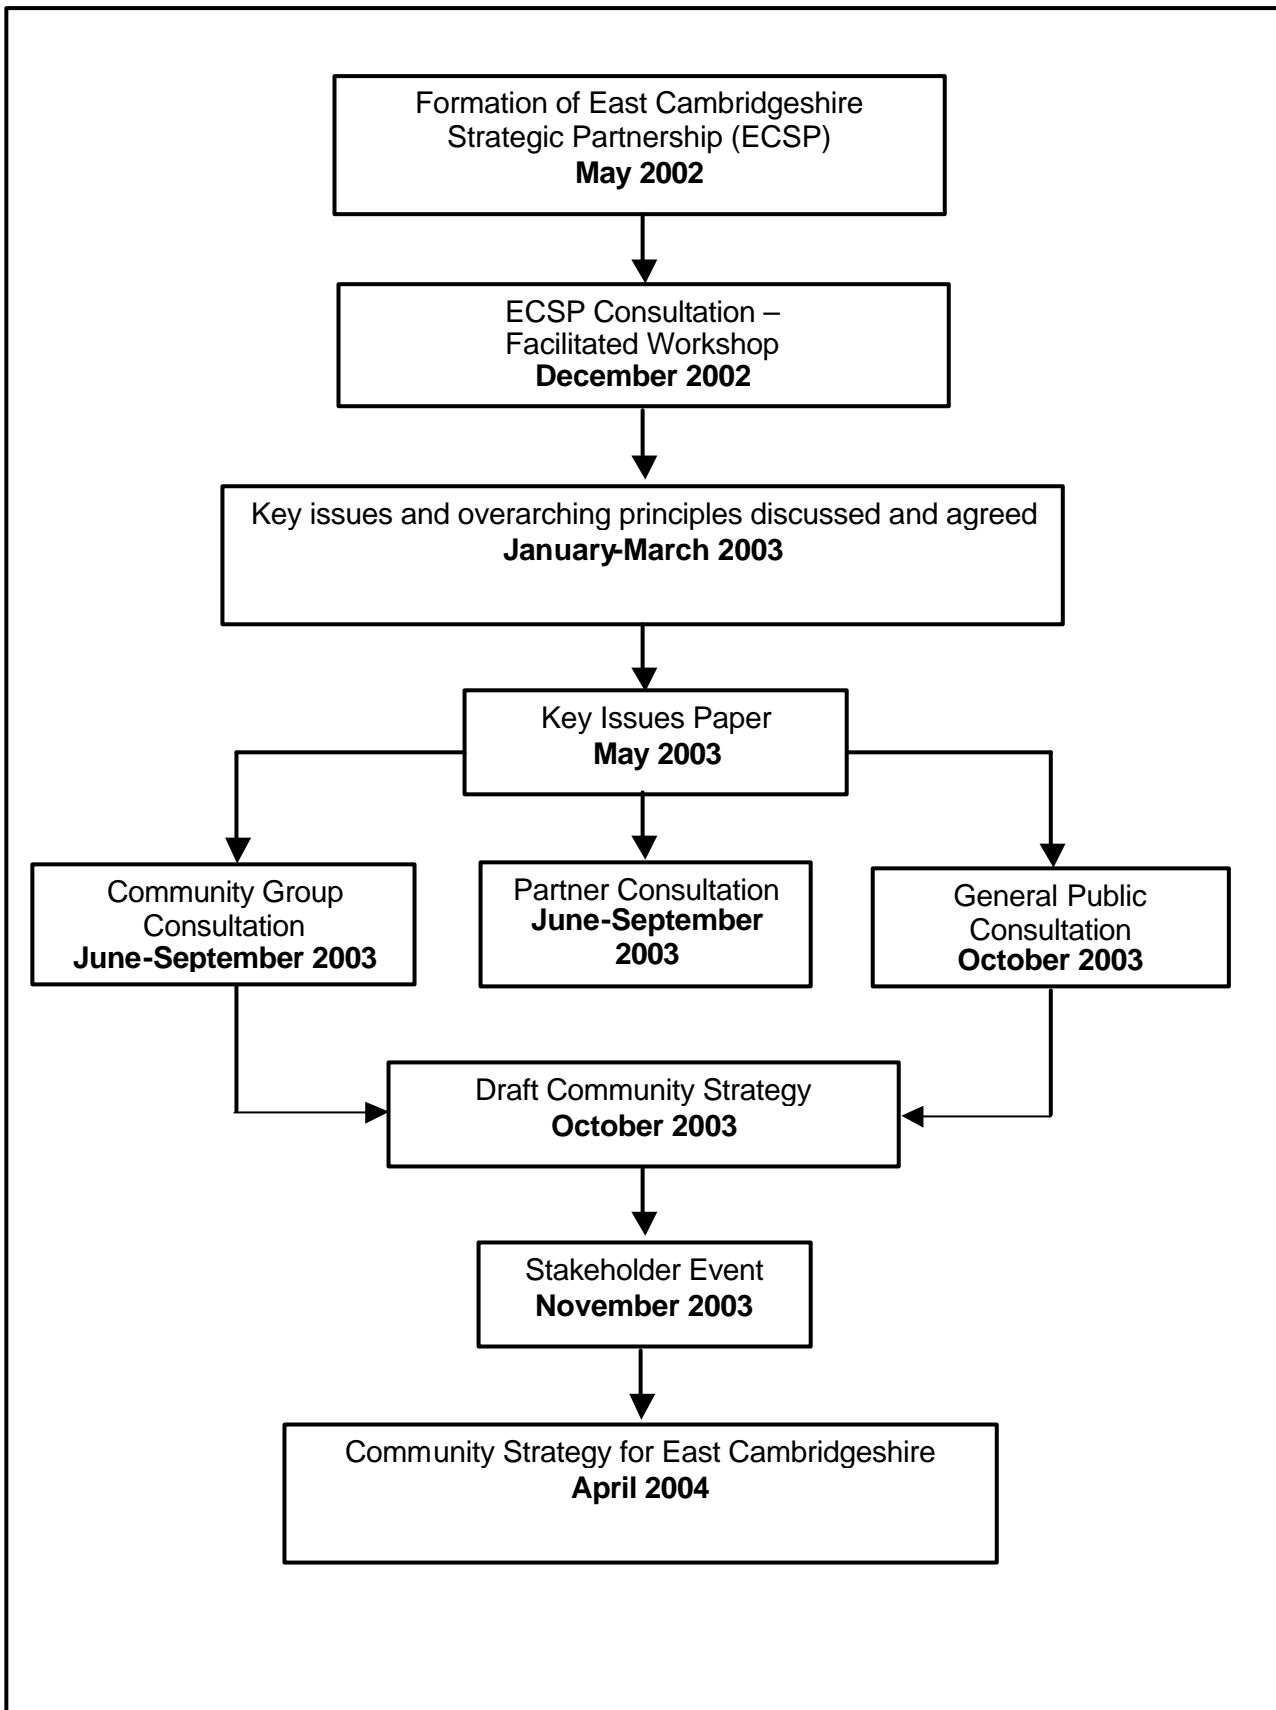 Formation of East Cambridgeshire
Strategic Partnership (ECSP)
May 2002
ECSP Consultation –
Facilitated Workshop
December 2002
Key issues and overarching principles discussed and agreed
January-March 2003
Key Issues Paper
May 2003
Community Group
Consultation
June-September 2003
Partner Consultation
June-September
2003
General Public
Consultation
October 2003
Draft Community Strategy
October 2003
Stakeholder Event
November 2003
Community Strategy for East Cambridgeshire
April 2004